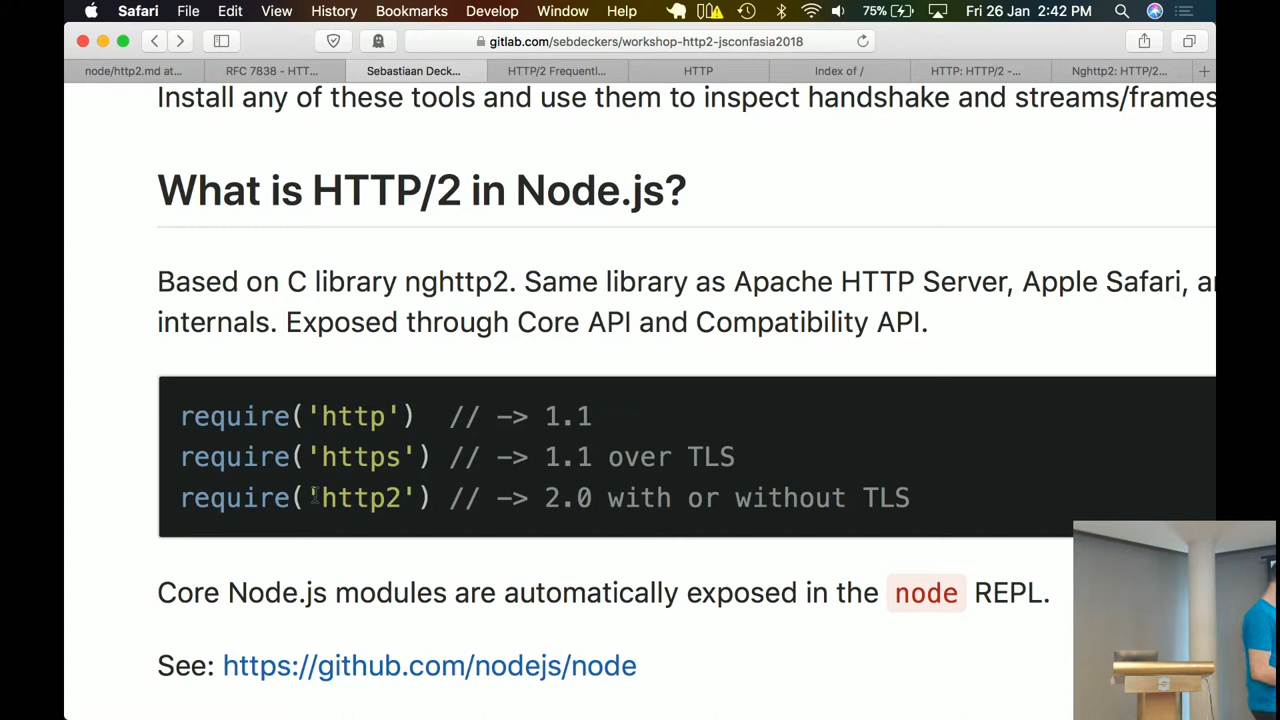 Safari File Edit View History Bookmarks Develop Window Help 75% Fri 26 Jan 2:42 PM
gitlab.com/sebdeckers/workshop-http2-jsconfasia2018
node/http2.md at... RFC 7838 - HTT... Sebastiaan Deck... HTTP/2 Frequentl... HTTP Index of / HTTP: HTTP/2 -... Nghttp2: HTTP/2...
Install any of these tools and use them to inspect handshake and streams/frames
What is HTTP/2 in Node.js?
Based on C library nghttp2. Same library as Apache HTTP Server, Apple Safari,
internals. Exposed through Core API and Compatibility API.
require('http') // -> 1.1
require('https') // -> 1.1 over TLS
require('http2') // -> 2.0 with or without TLS
Core Node.js modules are automatically exposed in the node REPL.
See: https://github.com/nodejs/node